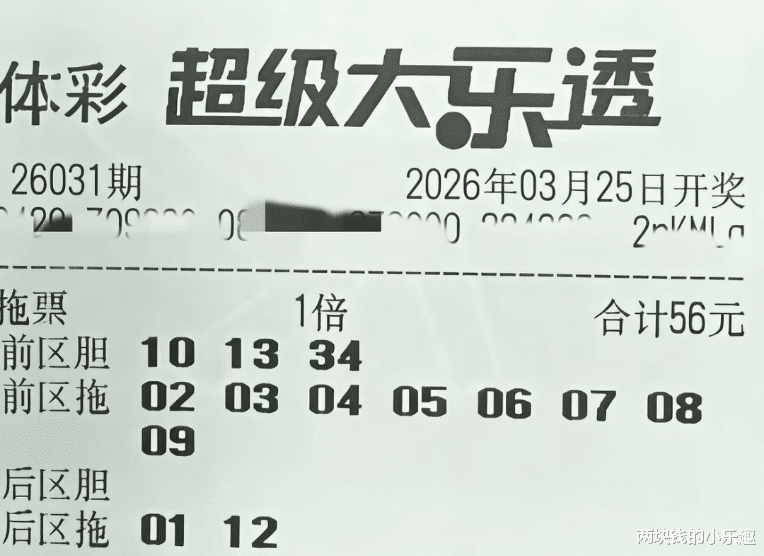 体彩 超级大乐透
26031期 2026年03月25日开奖
拖票 1倍 合计56元
前区胆 10 13 34
前区拖 02 03 04 05 06 07 08
09
后区胆
后区拖 01 12
两块钱的小乐趣